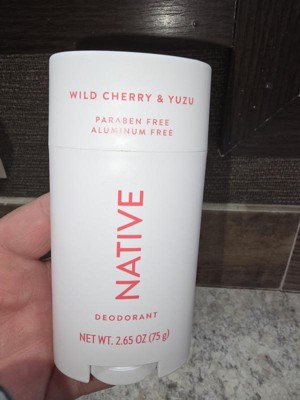 WILD CHERRY & YUZU
PARABEN FREE
ALUMINUM FREE
NATIVE
DEODORANT
NET WT. 2.65 OZ (75 g)